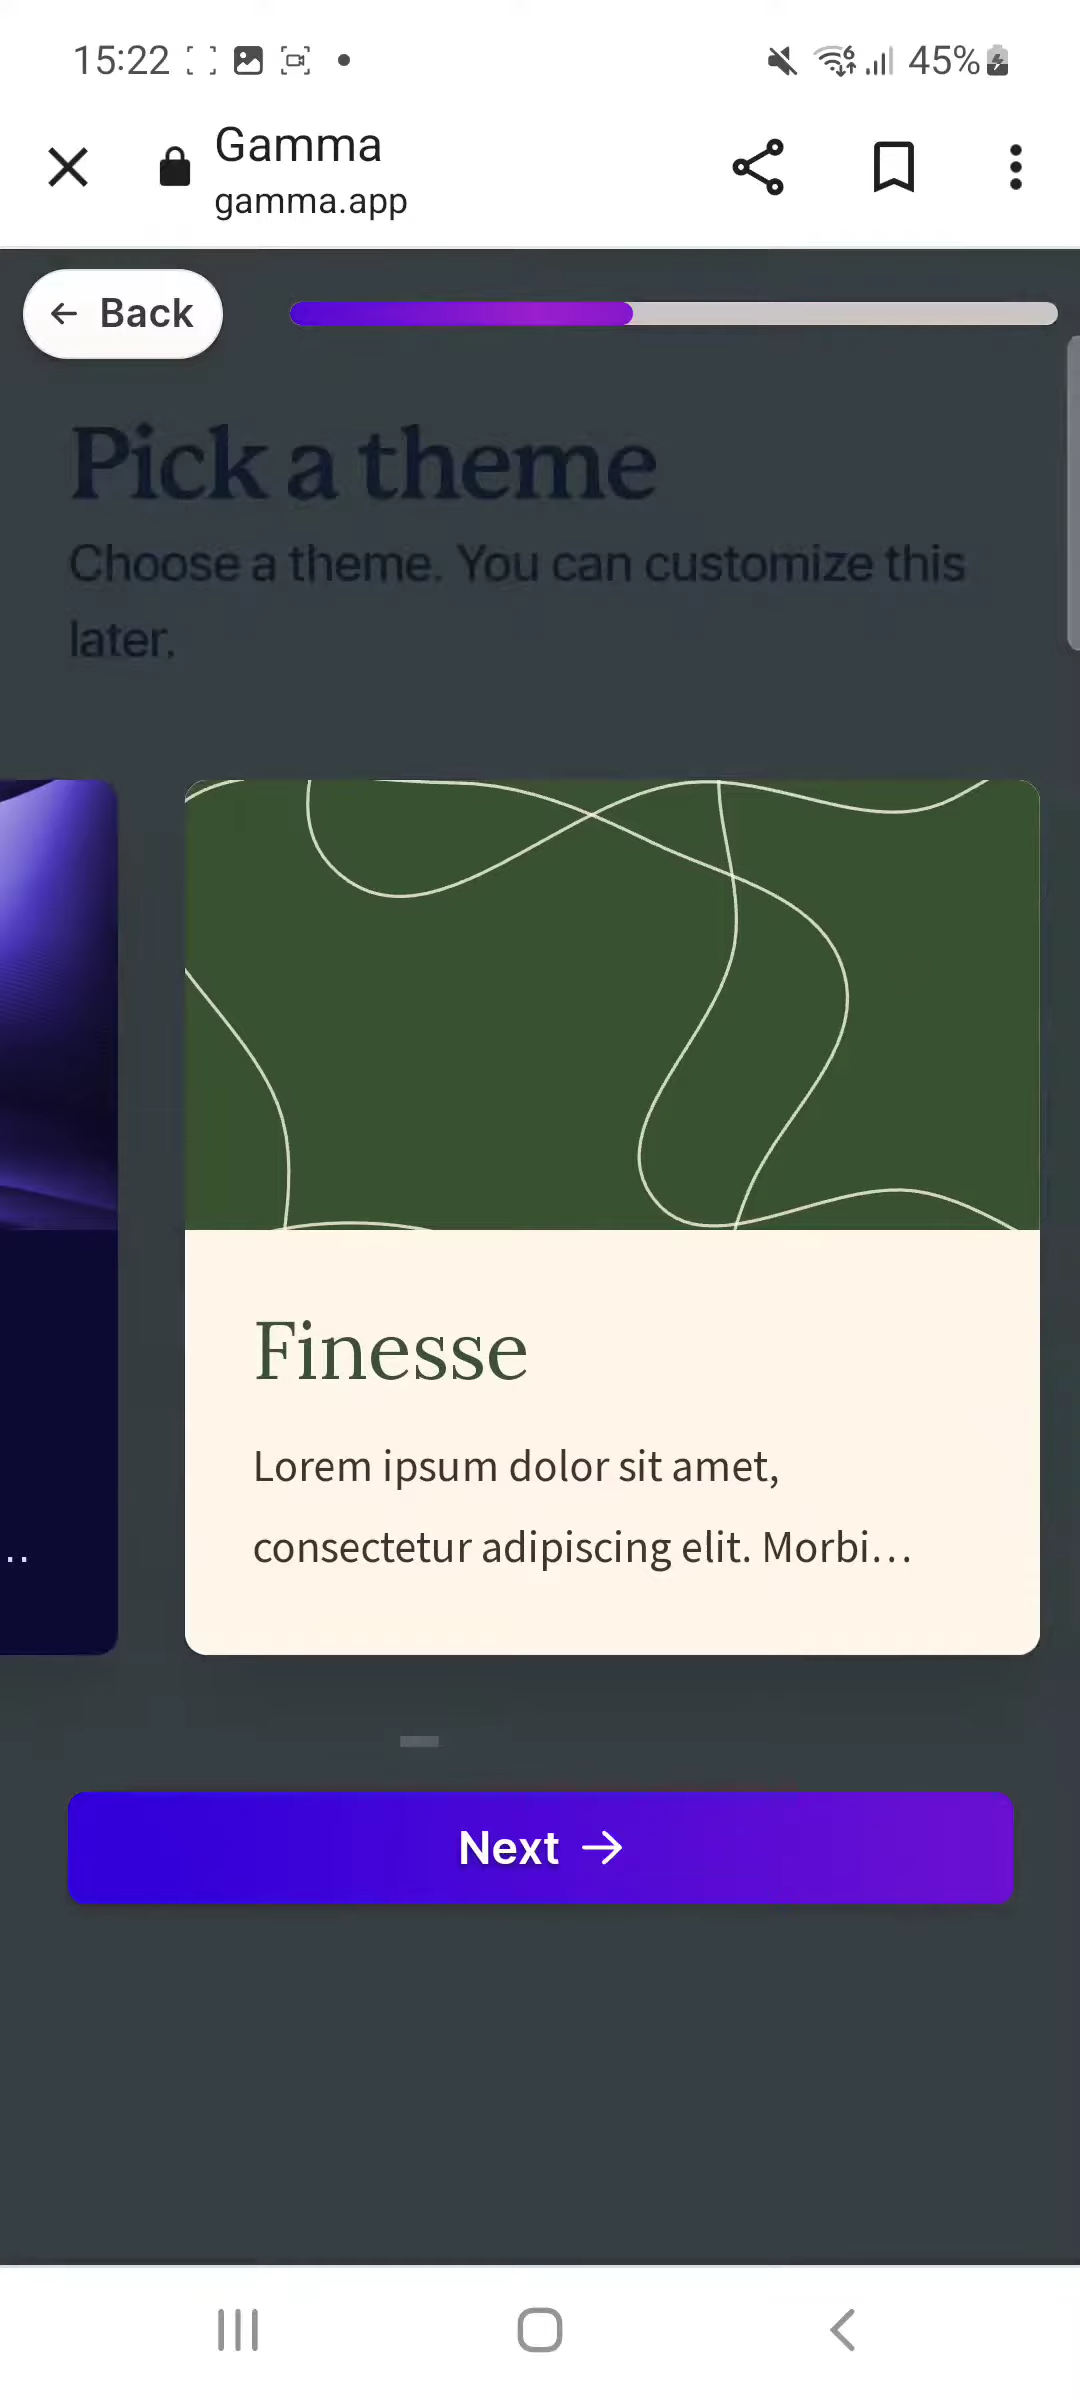 15:22
45%
Gamma
gamma.app
Back
Pick a theme
Choose a theme. You can customize this
later.
Finesse
Lorem ipsum dolor sit amet,
consectetur adipiscing elit. Morbi...
..
Next